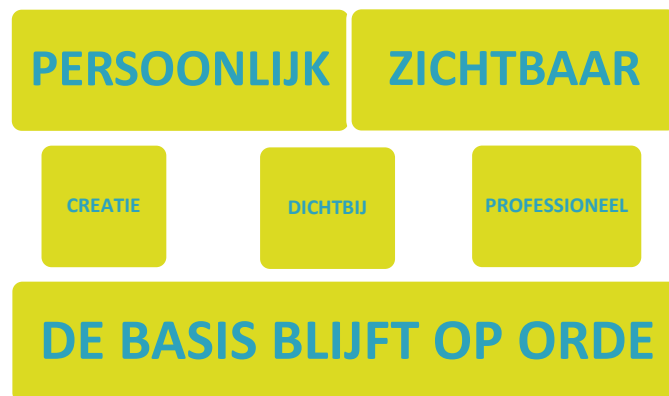 PERSOONLIJK ZICHTBAAR
CREATIE DICHTBIJ PROFESSIONEEL
DE BASIS BLIJFT OP ORDE